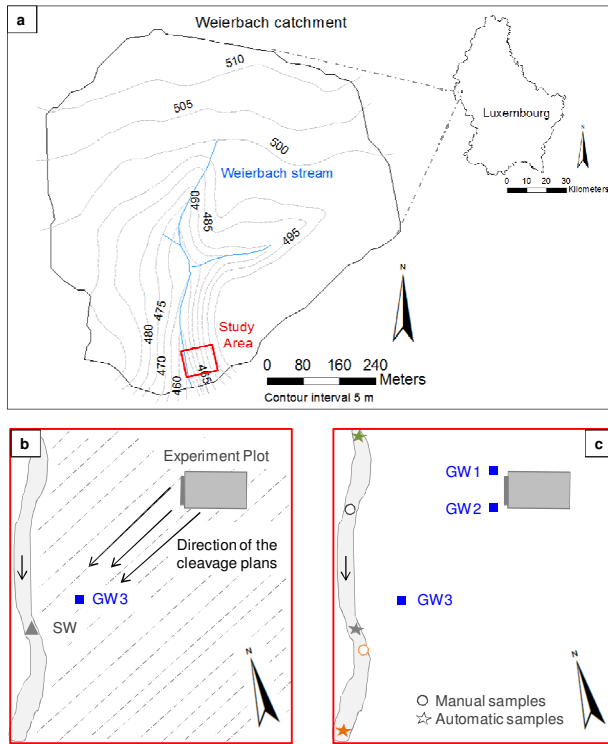 a
Weierbach catchment
510
505
500
Weierbach stream
490
485
495
475
480
470
460
465
Study
Area
N
0 80 160 240
Meters
Contour interval 5 m
Luxembourg
N
0 10 20 30
Kilometers
b
Experiment Plot
Direction of the
cleavage plans
GW3
SW
N
c
GW1
GW2
GW3
Manual samples
Automatic samples
N